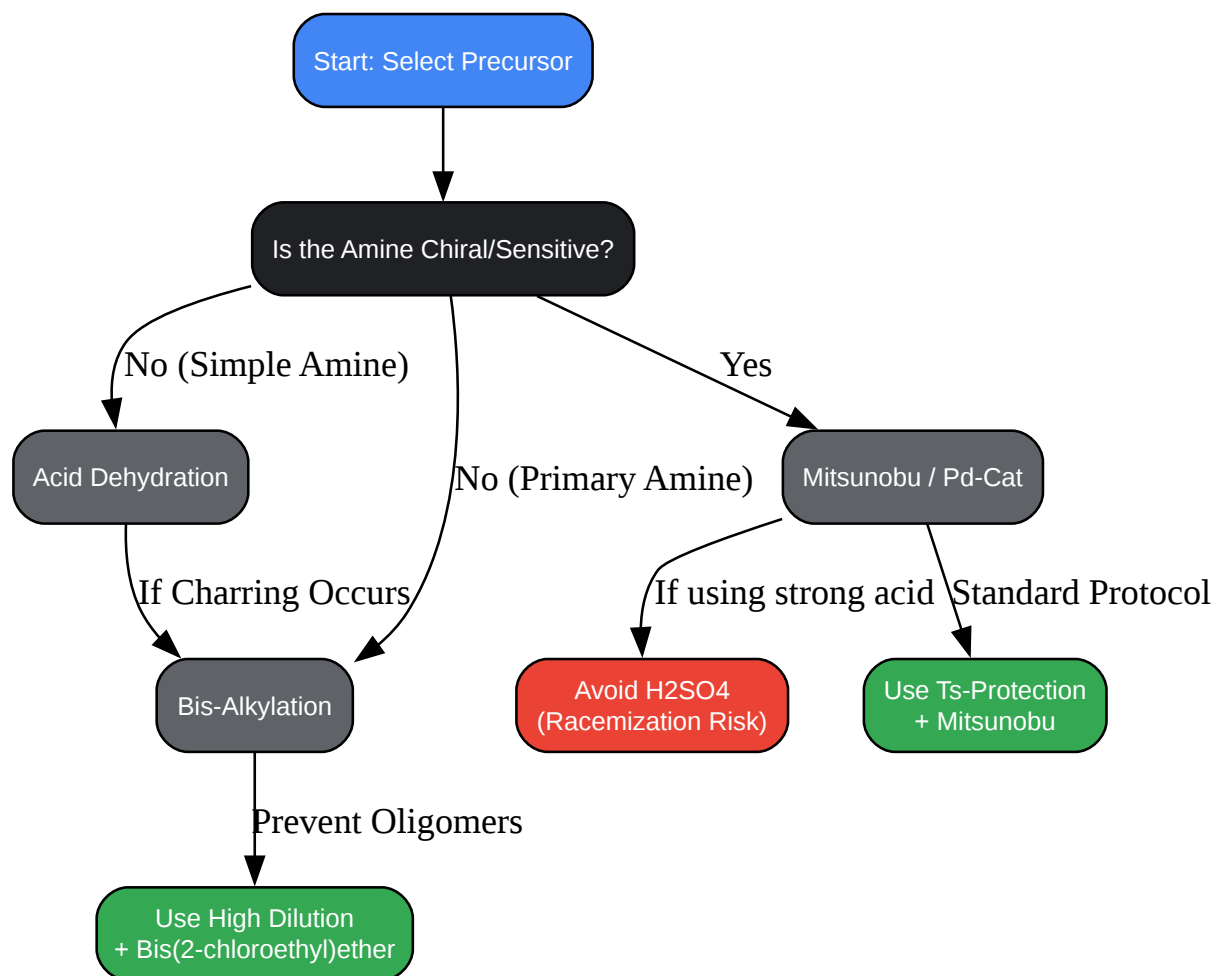 Start: Select Precursor
Is the Amine Chiral/Sensitive?
No (Simple Amine)
Yes
Acid Dehydration
No (Primary Amine)
Mitsunobu / Pd-Cat
If Charring Occurs
If using strong acid
Standard Protocol
Bis-Alkylation
Avoid H2SO4
(Racemization Risk)
Use Ts-Protection
+ Mitsunobu
Prevent Oligomers
Use High Dilution
+ Bis(2-chloroethyl)ether